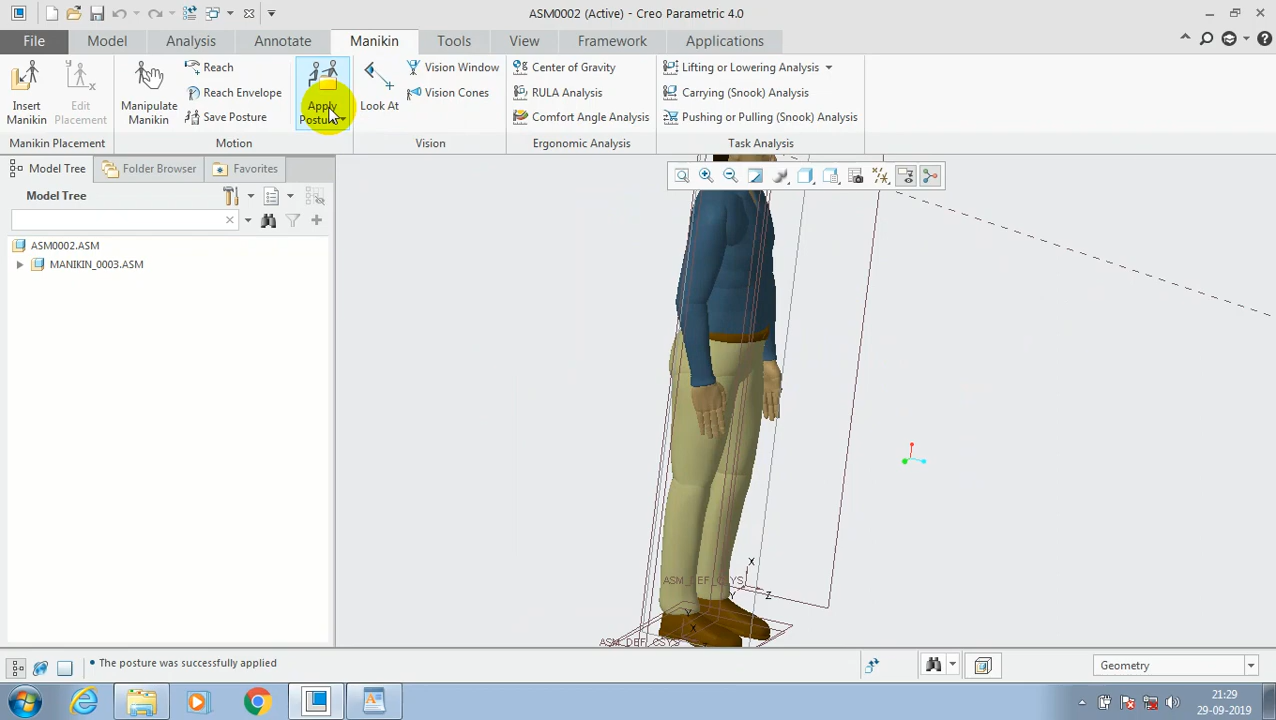 ASM0002 (Active) - Creo Parametric 4.0
File Model Analysis Annotate Manikin Tools View Framework Applications
Insert Manikin
Edit Placement
Manikin Placement
Manipulate Manikin
Reach
Reach Envelope
Save Posture
Apply Posture
Motion
Look At
Vision Window
Vision Cones
Vision
Center of Gravity
RULA Analysis
Comfort Angle Analysis
Ergonomic Analysis
Lifting or Lowering Analysis
Carrying (Snook) Analysis
Pushing or Pulling (Snook) Analysis
Task Analysis
Model Tree Folder Browser Favorites
Model Tree
ASM0002.ASM
MANIKIN_0003.ASM
X
ASM_DEF_CSYS
Y Z
Y
X
ASM_DEF_CSYS
• The posture was successfully applied
Geometry
21:29
29-09-2019